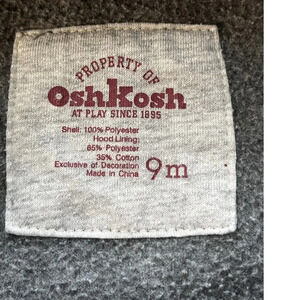 PROPERTY OF
OshKosh
AT PLAY SINCE 1895
Shell: 100% Polyester
Hood Lining;
65% Polyester
35% Cotton
Exclusive of Decoration
Made in China
9m